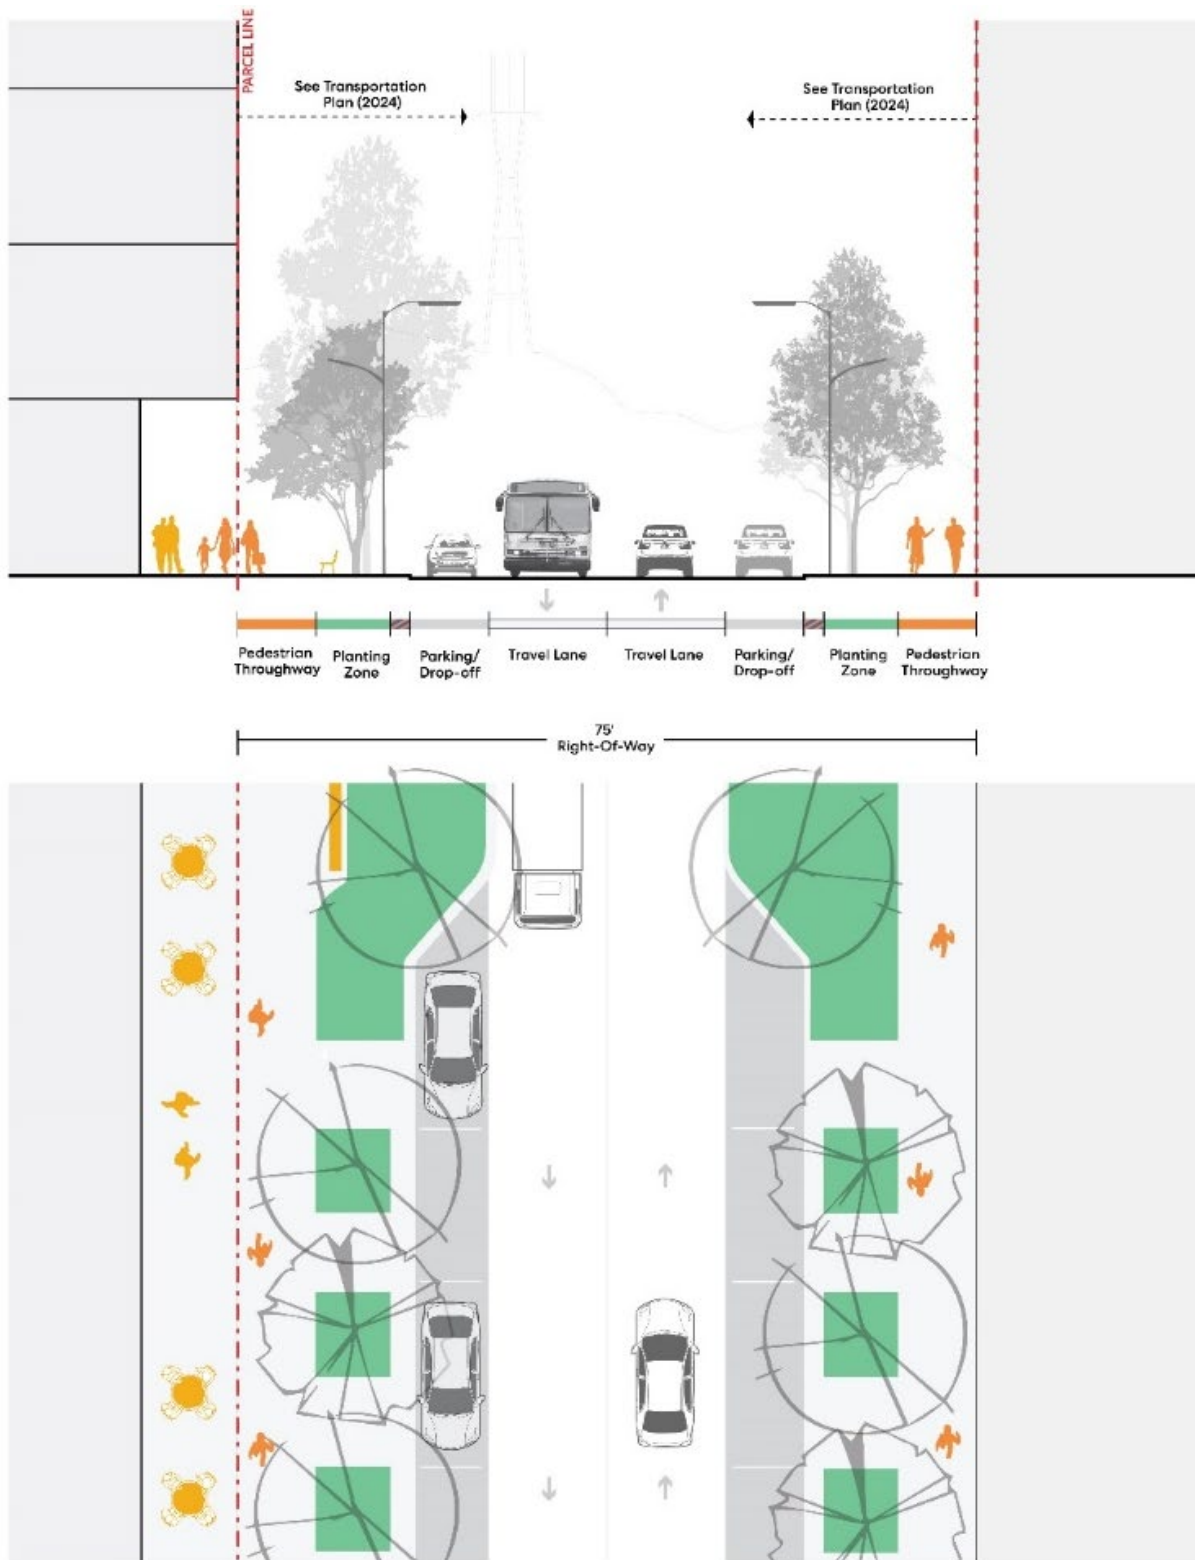 PARCEL LINE
See Transportation
Plan (2024)
See Transportation
Plan (2024)
Pedestrian
Throughway
Planting
Zone
Parking/
Drop-off
Travel Lane
Travel Lane
Parking/
Drop-off
Planting
Zone
Pedestrian
Throughway
75'
Right-Of-Way